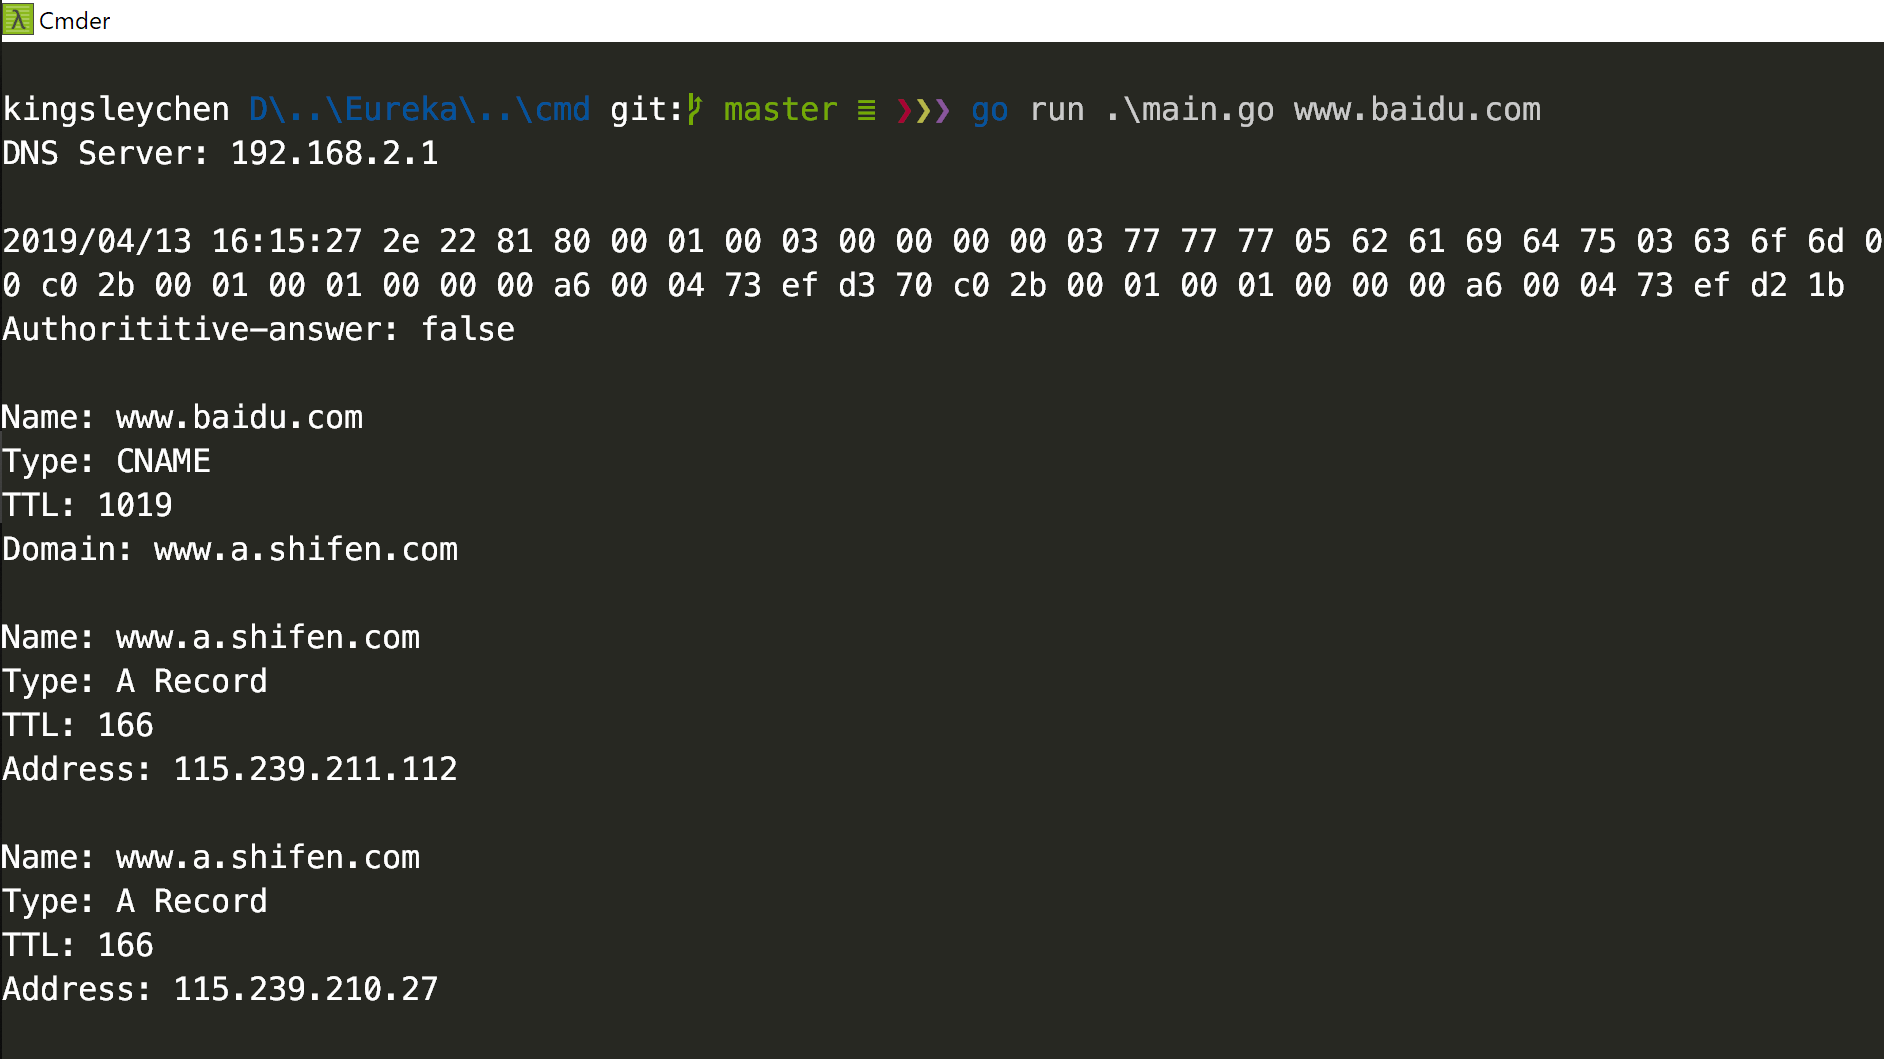 Cmder
kingsleychen D\..\Eureka\..\cmd git: master ≡ ❯❯❯ go run .\main.go www.baidu.com
DNS Server: 192.168.2.1
2019/04/13 16:15:27 2e 22 81 80 00 01 00 03 00 00 00 00 03 77 77 77 05 62 61 69 64 75 03 63 6f 6d 0
0 c0 2b 00 01 00 01 00 00 00 a6 00 04 73 ef d3 70 c0 2b 00 01 00 01 00 00 00 a6 00 04 73 ef d2 1b
Authorititive-answer: false
Name: www.baidu.com
Type: CNAME
TTL: 1019
Domain: www.a.shifen.com
Name: www.a.shifen.com
Type: A Record
TTL: 166
Address: 115.239.211.112
Name: www.a.shifen.com
Type: A Record
TTL: 166
Address: 115.239.210.27